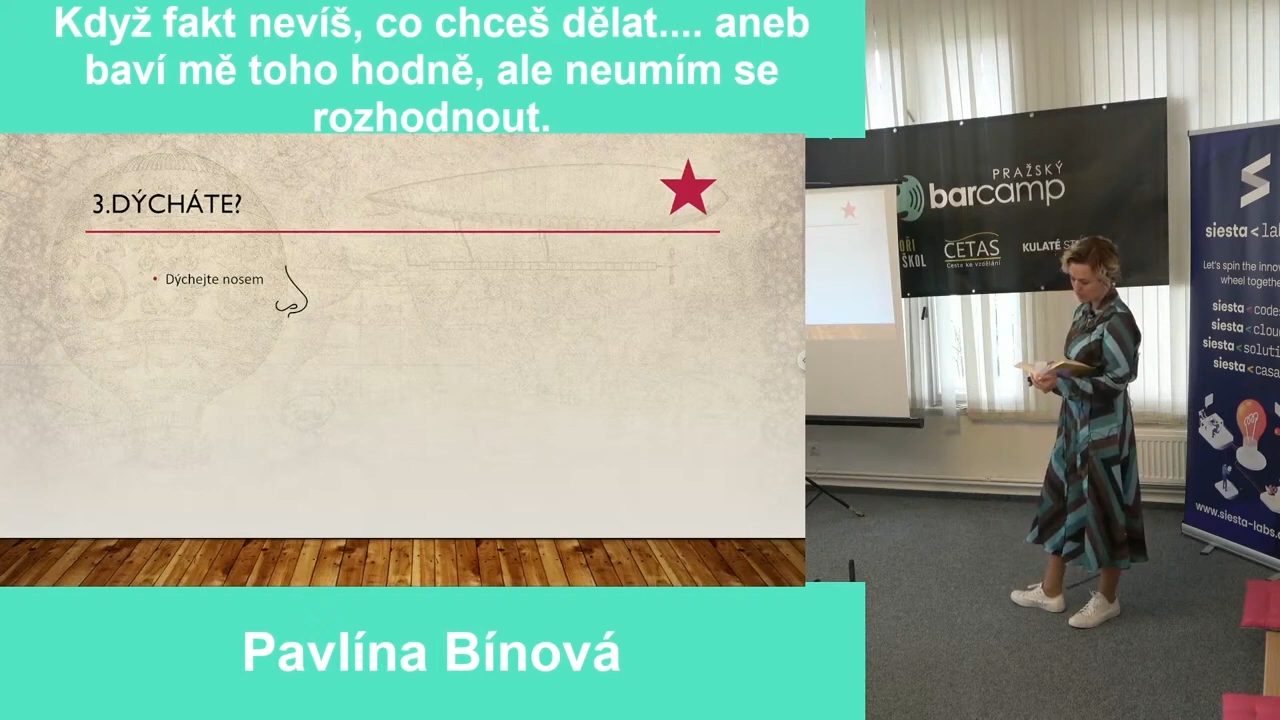 Když fakt nevíš, co chceš dělat.... aneb
baví mě toho hodně, ale neumím se
rozhodnout.
3.DÝCHÁTE?
• Dýchejte nosem
Pavlína Bínová
PRAŽSKÝ
barcamp
ŠKOL
CETAS
Cesta ke vzdělání
KULATÉ
siesta<la
Let's spin the inno
wheel togethe
siesta<code
siesta<clou
siesta<soluti
siesta<casa
www.siesta-labs.